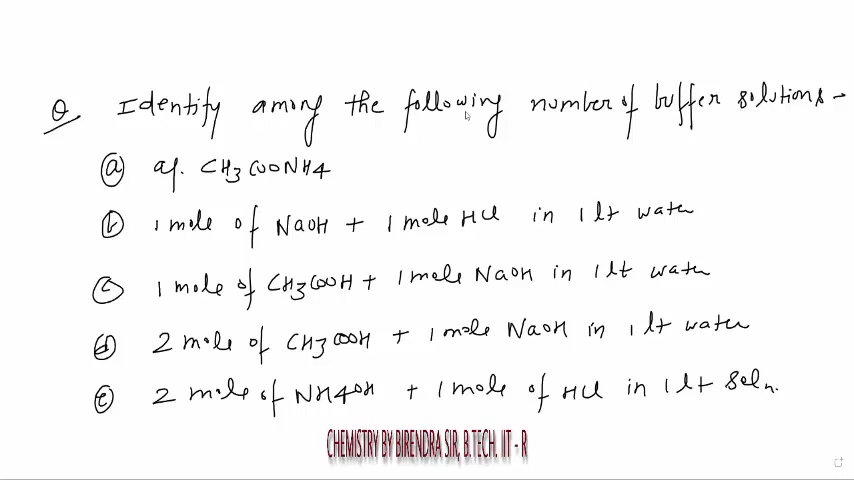 Q Identify among the following number of buffer solutions -
(a) aq. CH3COONH4
(b) 1 mole of NaOH + 1 mole HCl in 1 lt water
(c) 1 mole of CH3COOH + 1 mole NaOH in 1 lt water
(d) 2 mole of CH3COOH + 1 mole NaOH in 1 lt water
(e) 2 mole of NH4OH + 1 mole of HCl in 1 lt Soln.
CHEMISTRY BY BIRENDRA SIR, B.TECH. IIT - R